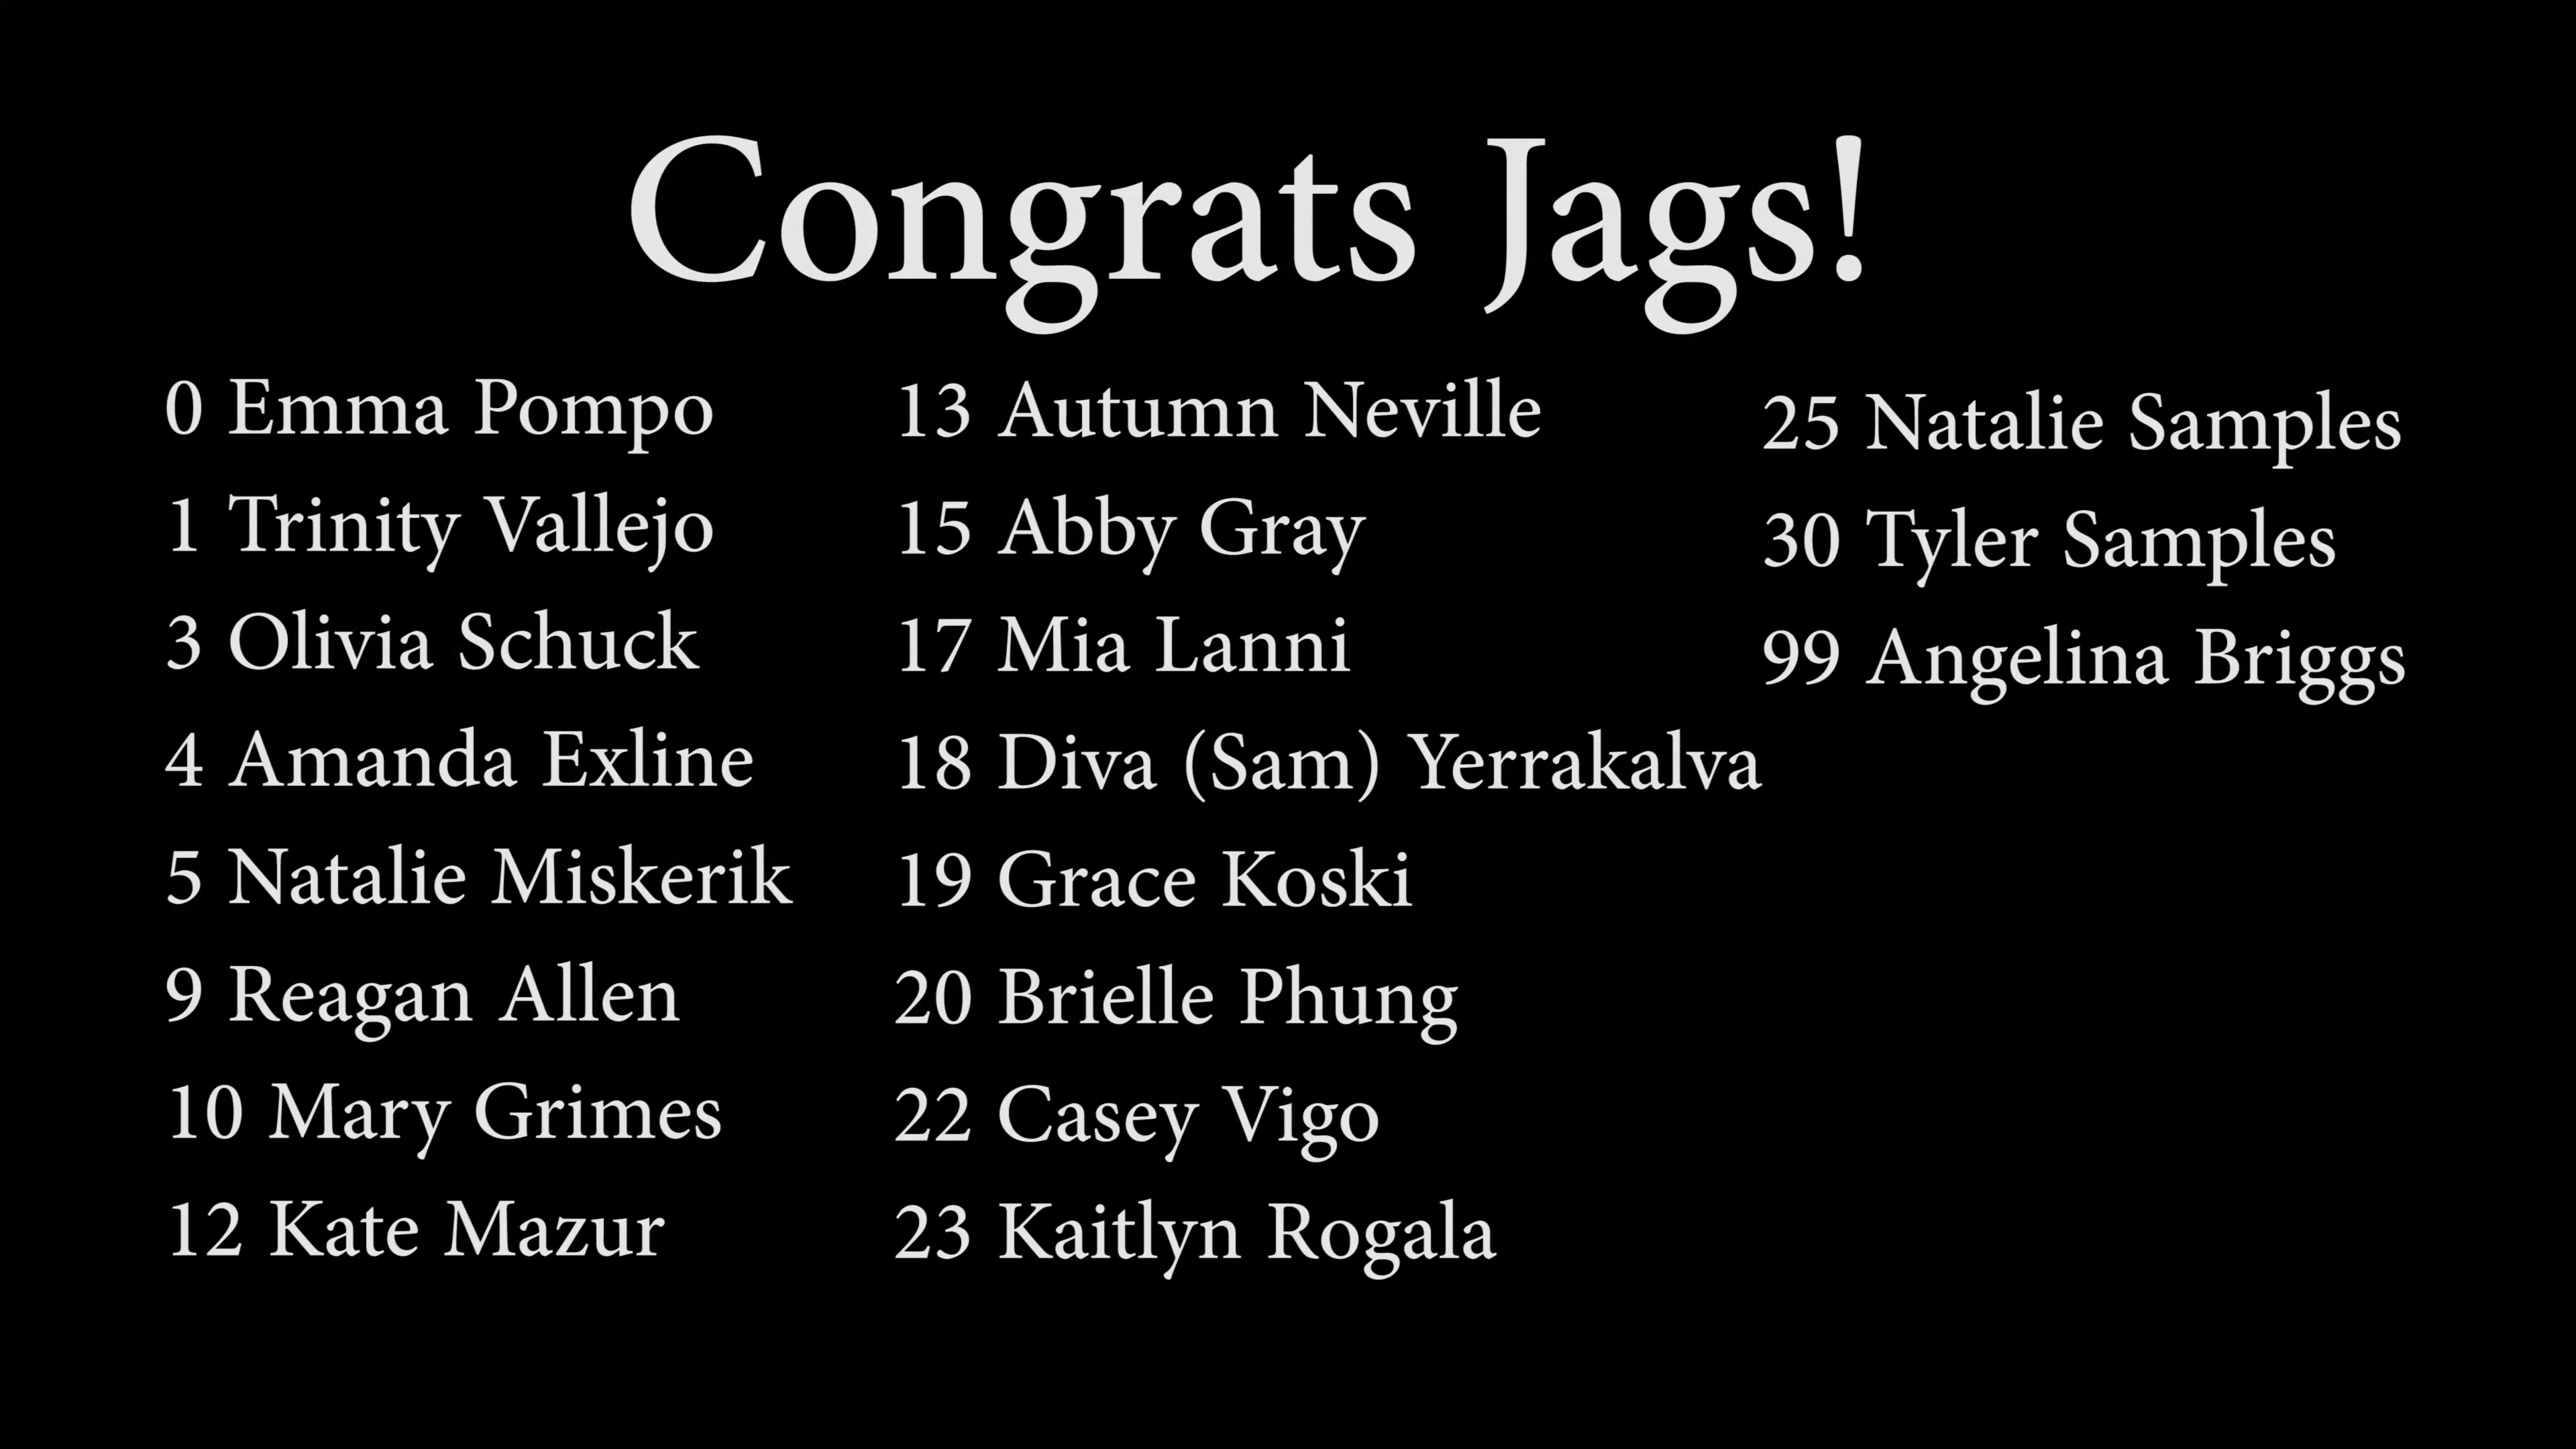 Congrats Jags!
0 Emma Pompo
1 Trinity Vallejo
3 Olivia Schuck
4 Amanda Exline
5 Natalie Miskerik
9 Reagan Allen
10 Mary Grimes
12 Kate Mazur
13 Autumn Neville
15 Abby Gray
17 Mia Lanni
18 Diva (Sam) Yerrakalva
19 Grace Koski
20 Brielle Phung
22 Casey Vigo
23 Kaitlyn Rogala
25 Natalie Samples
30 Tyler Samples
99 Angelina Briggs